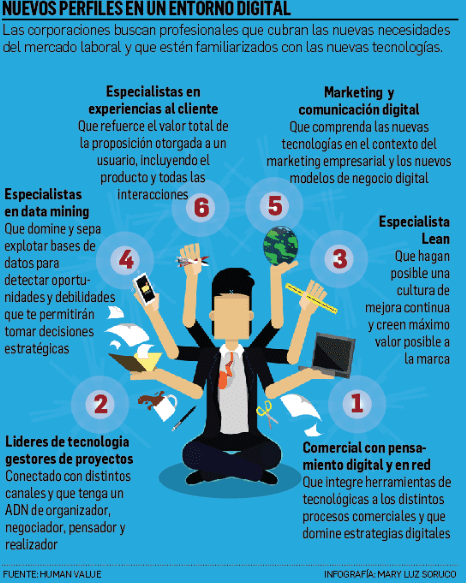 NUEVOS PERFILES EN UN ENTORNO DIGITAL
Las corporaciones buscan profesionales que cubran las nuevas necesidades
del mercado laboral y que estén familiarizados con las nuevas tecnologías.
Especialistas en
experiencias al cliente
Que refuerce el valor total de
la proposición otorgada a un
usuario, incluyendo el
producto y todas las
interacciones
6
Marketing y
comunicación digital
Que comprenda las nuevas
tecnologías en el contexto del
marketing empresarial y los nuevos
modelos de negocio digital
5
Especialistas
en data mining
Que domine y sepa
explotar bases de
datos para
detectar oportu-
nidades y debilidades
que te permitirán
tomar decisiones
estratégicas
4
Especialista
Lean
Que hagan
posible una
cultura de
mejora continua
y creen máximo
valor posible a
la marca
3
2
Lideres de tecnología
gestores de proyectos
Conectado con distintos
canales y que tenga un
ADN de organizador,
negociador, pensador y
realizador
1
Comercial con pensa-
miento digital y en red
Que integre herramientas de
tecnológicas a los distintos
procesos comerciales y que
domine estrategias digitales
FUENTE: HUMAN VALUE
INFOGRAFÍA: MARY LUZ SORUCO